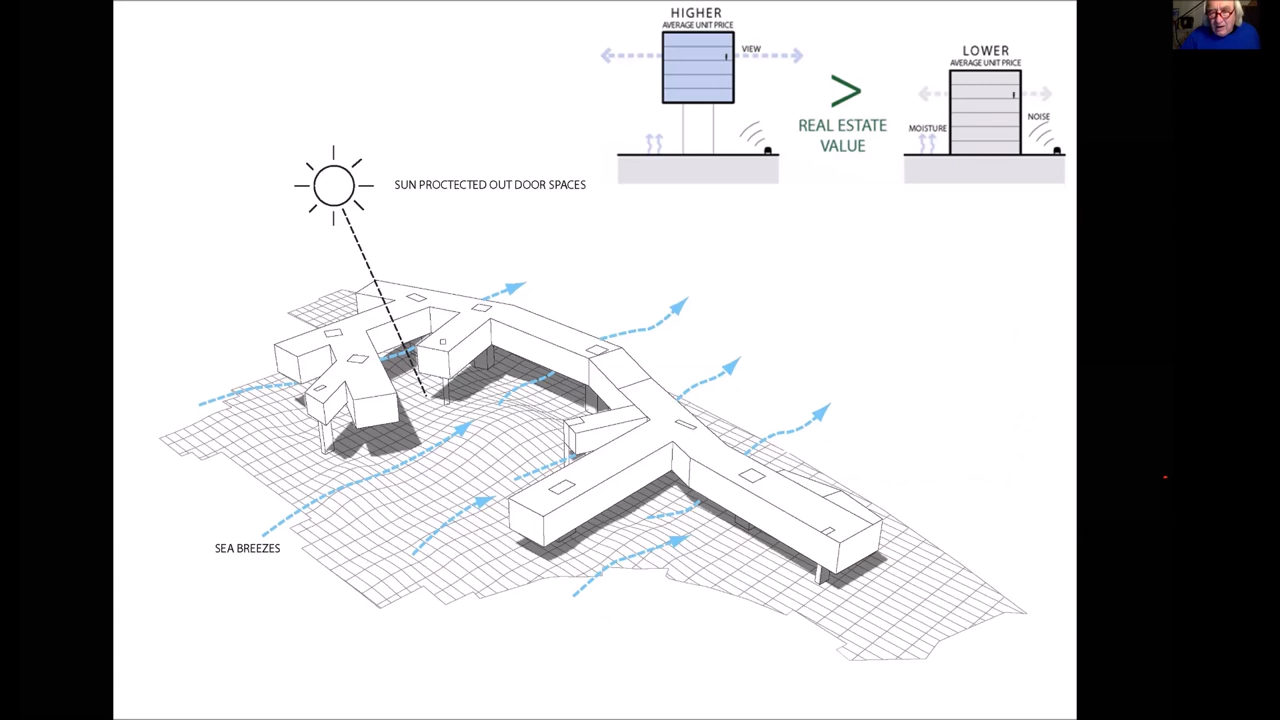 HIGHER
AVERAGE UNIT PRICE
VIEW
LOWER
AVERAGE UNIT PRICE
>
REAL ESTATE
VALUE
MOISTURE
NOISE
SUN PROCTECTED OUT DOOR SPACES
SEA BREEZES